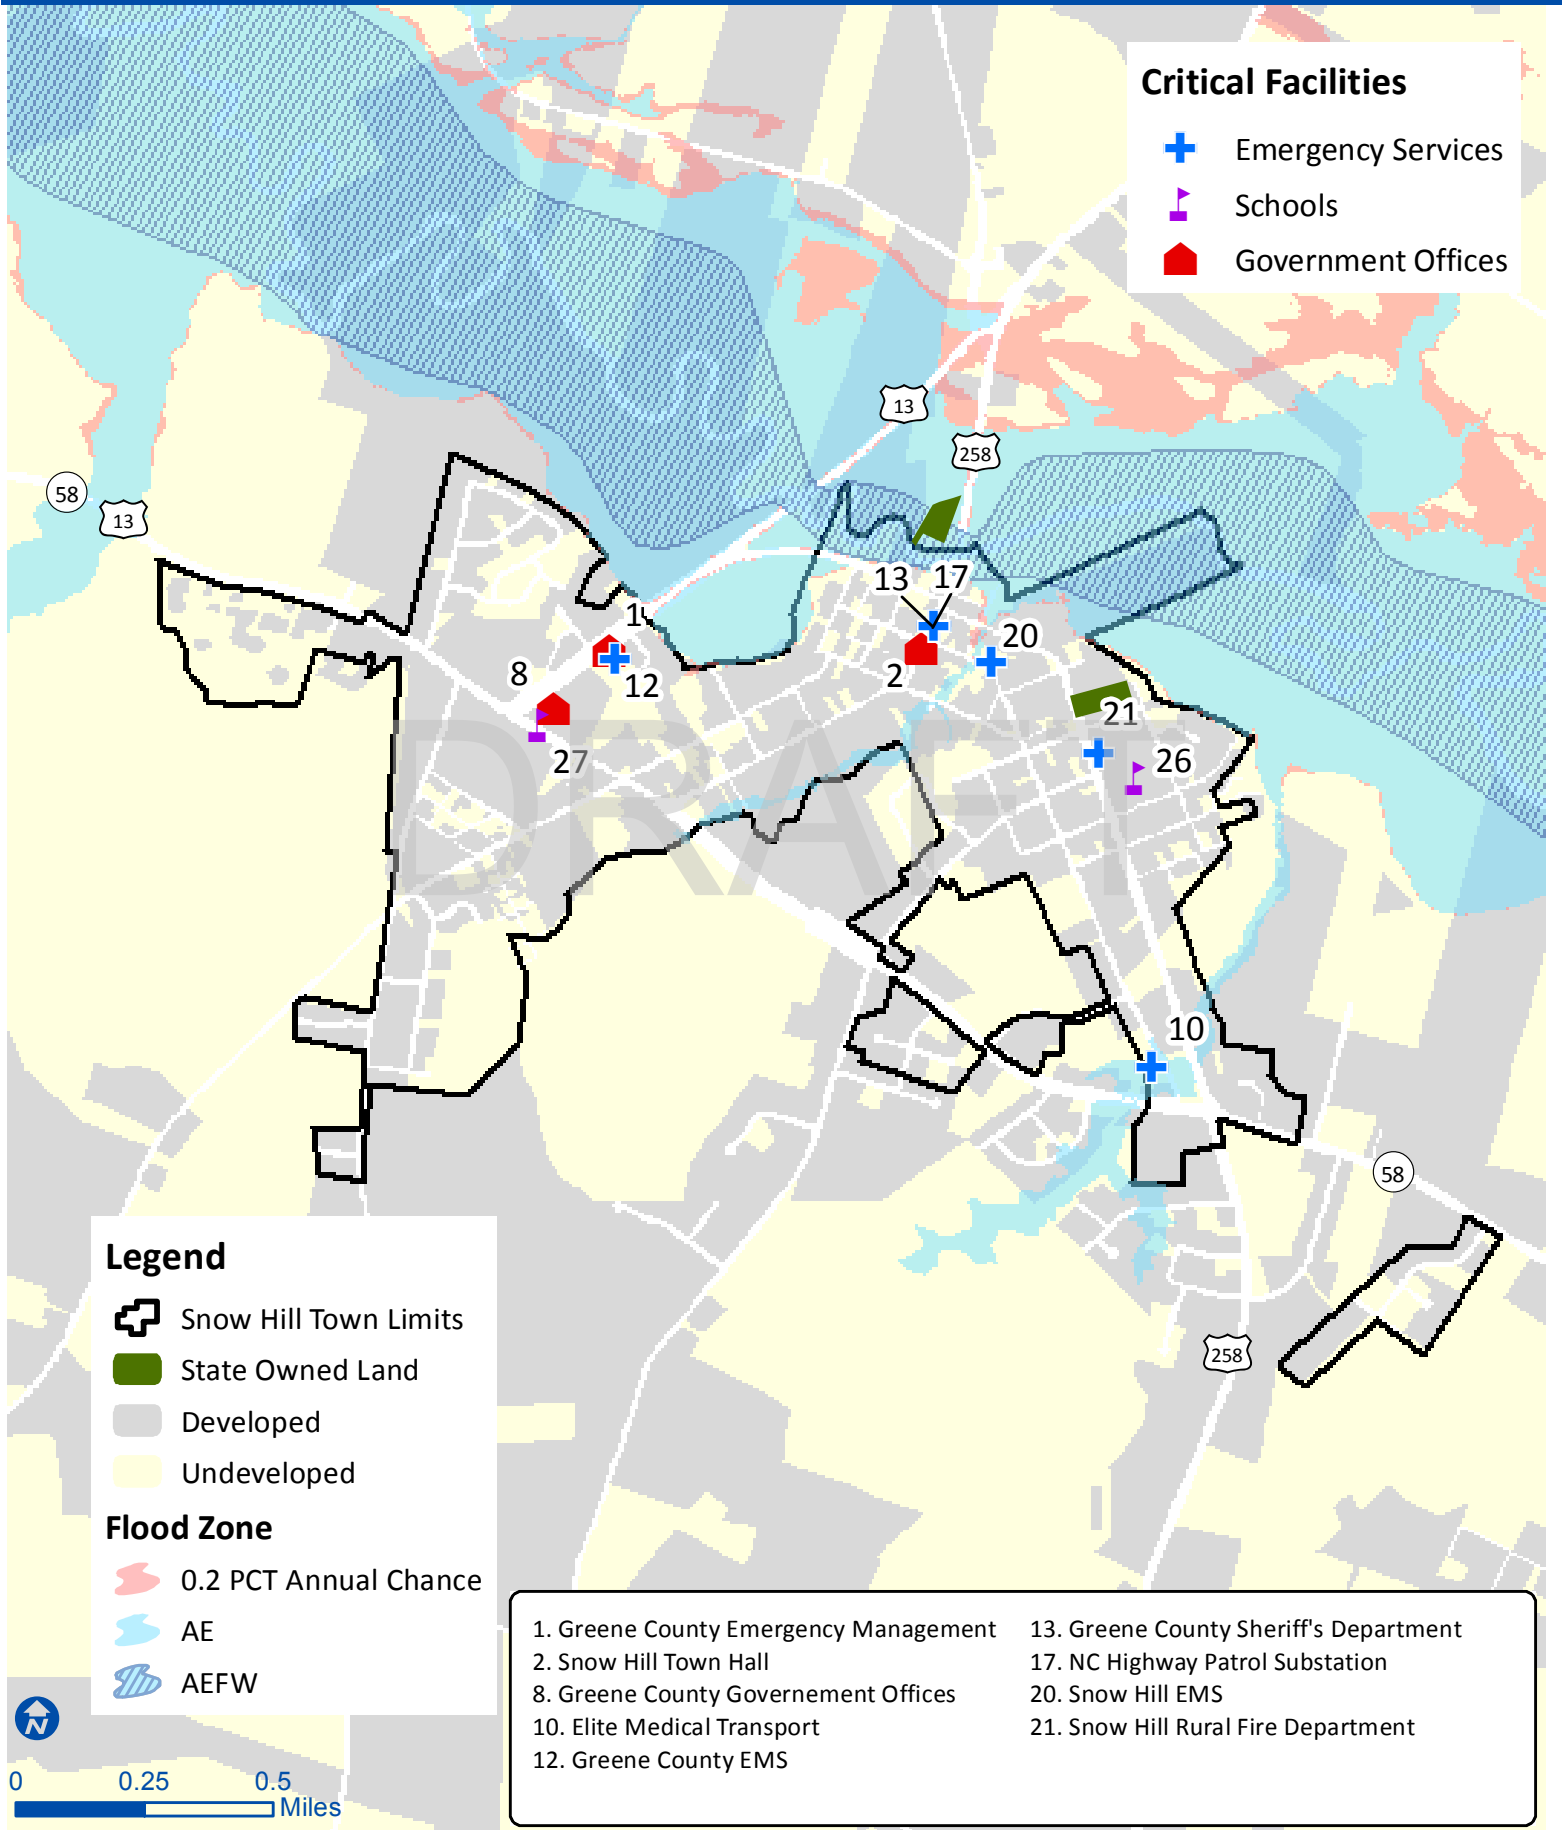 Critical Facilities
Emergency Services
Schools
Government Offices
13
258
58
13
13
17
1
20
8
12
2
21
27
26
DRAFT
10
58
258
Legend
Snow Hill Town Limits
State Owned Land
Developed
Undeveloped
Flood Zone
0.2 PCT Annual Chance
AE
AEFW
N
0 0.25 0.5
Miles
1. Greene County Emergency Management
2. Snow Hill Town Hall
8. Greene County Governement Offices
10. Elite Medical Transport
12. Greene County EMS
13. Greene County Sheriff's Department
17. NC Highway Patrol Substation
20. Snow Hill EMS
21. Snow Hill Rural Fire Department